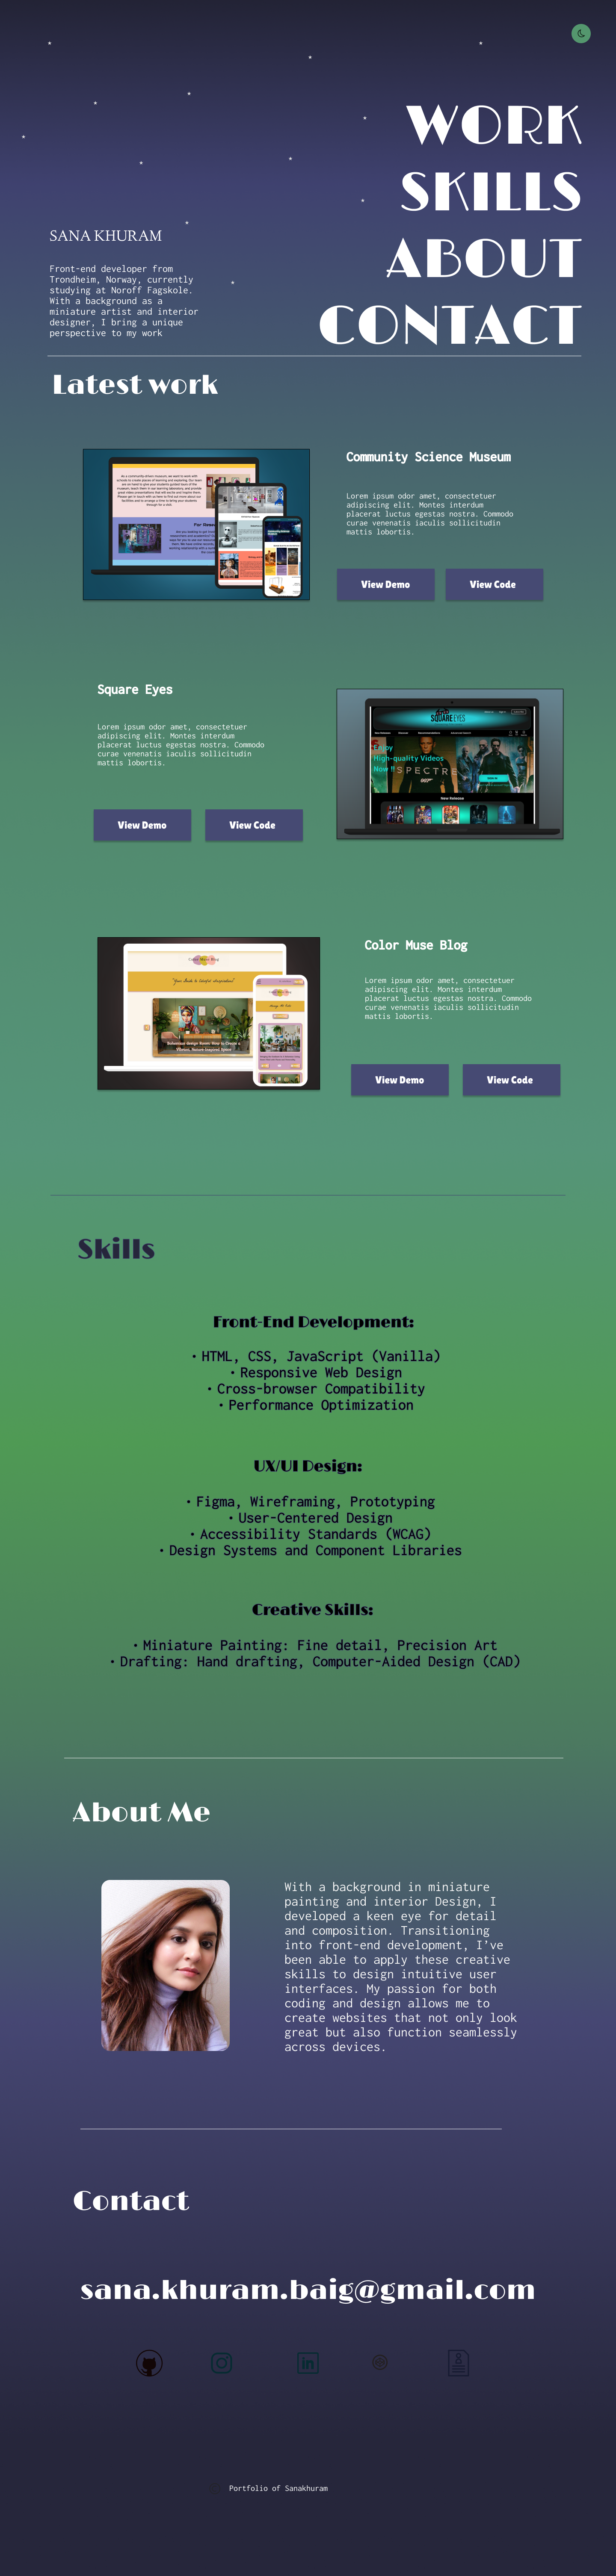 WORK
SKILLS
ABOUT
CONTACT
SANA KHURAM
Front-end developer from
Trondheim, Norway, currently
studying at Noroff Fagskole.
With a background as a
miniature artist and interior
designer, I bring a unique
perspective to my work
Latest work
Community Science Museum
Lorem ipsum odor amet, consectetuer
adipiscing elit. Montes interdum
placerat luctus egestas nostra. Commodo
curae venenatis iaculis sollicitudin
mattis lobortis.
View Demo
View Code
Square Eyes
Lorem ipsum odor amet, consectetuer
adipiscing elit. Montes interdum
placerat luctus egestas nostra. Commodo
curae venenatis iaculis sollicitudin
mattis lobortis.
View Demo
View Code
SQUARE EYES
Enjoy
High-quality Videos
Now !!
SPECTRE
New Release
Color Muse Blog
Lorem ipsum odor amet, consectetuer
adipiscing elit. Montes interdum
placerat luctus egestas nostra. Commodo
curae venenatis iaculis sollicitudin
mattis lobortis.
View Demo
View Code
Skills
Front-End Development:
• HTML, CSS, JavaScript (Vanilla)
• Responsive Web Design
• Cross-browser Compatibility
• Performance Optimization
UX/UI Design:
• Figma, Wireframing, Prototyping
• User-Centered Design
• Accessibility Standards (WCAG)
• Design Systems and Component Libraries
Creative Skills:
• Miniature Painting: Fine detail, Precision Art
• Drafting: Hand drafting, Computer-Aided Design (CAD)
About Me
With a background in miniature
painting and interior Design, I
developed a keen eye for detail
and composition. Transitioning
into front-end development, I’ve
been able to apply these creative
skills to design intuitive user
interfaces. My passion for both
coding and design allows me to
create websites that not only look
great but also function seamlessly
across devices.
Contact
sana.khuram.baig@gmail.com
in
Portfolio of Sanakhuram